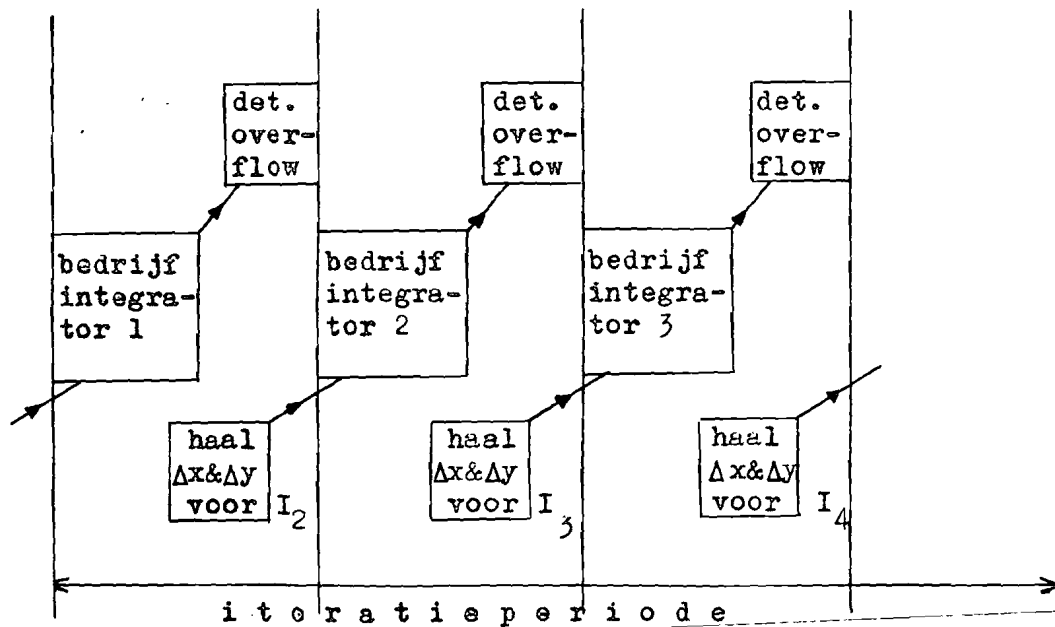 det.
over-
flow
det.
over-
flow
det.
over-
flow
bedrijf
integra-
tor 1
bedrijf
integra-
tor 2
bedrijf
integra-
tor 3
haal
Δx&Δy
voor I2
haal
Δx&Δy
voor I3
haal
Δx&Δy
voor I4
iteratieperiode